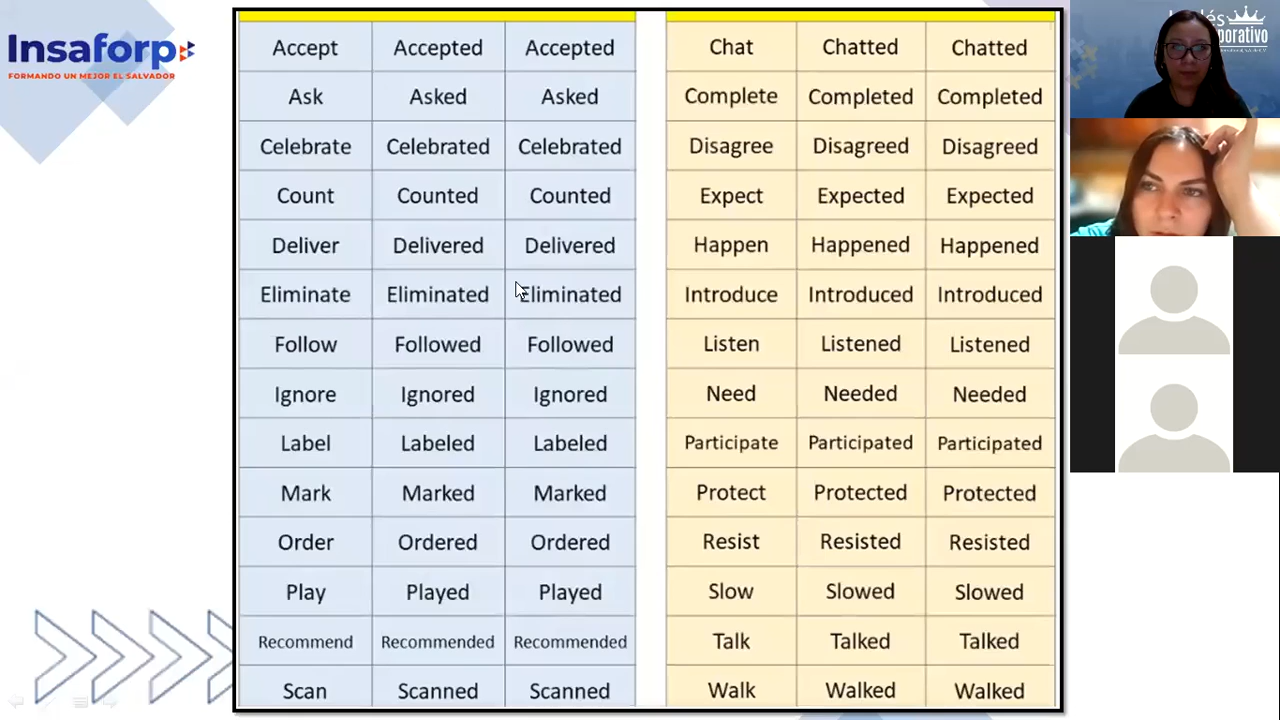 Insaforp
FORMANDO UN MEJOR EL SALVADOR
Accept Accepted Accepted
Ask Asked Asked
Celebrate Celebrated Celebrated
Count Counted Counted
Deliver Delivered Delivered
Eliminate Eliminated Eliminated
Follow Followed Followed
Ignore Ignored Ignored
Label Labeled Labeled
Mark Marked Marked
Order Ordered Ordered
Play Played Played
Recommend Recommended Recommended
Scan Scanned Scanned
Chat Chatted Chatted
Complete Completed Completed
Disagree Disagreed Disagreed
Expect Expected Expected
Happen Happened Happened
Introduce Introduced Introduced
Listen Listened Listened
Need Needed Needed
Participate Participated Participated
Protect Protected Protected
Resist Resisted Resisted
Slow Slowed Slowed
Talk Talked Talked
Walk Walked Walked